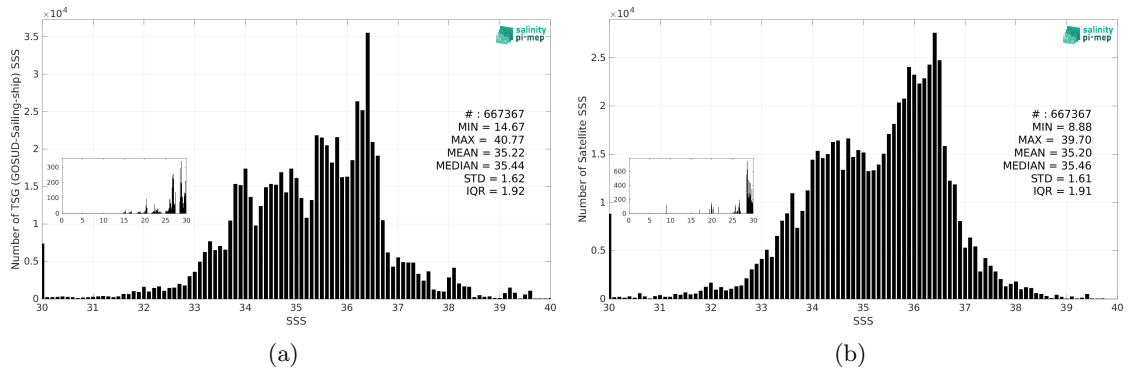 ×10⁴
3.5
3
2.5
2
1.5
1
0.5
0
Number of TSG (GOSUD-Sailing-ship) SSS
salinity
pi-mep
# : 667367
MIN = 14.67
MAX = 40.77
MEAN = 35.22
MEDIAN = 35.44
STD = 1.62
IQR = 1.92
300
200
100
0
0 5 10 15 20 25 30
30 31 32 33 34 35 36 37 38 39 40
SSS
(a)
×10⁴
2.5
2
1.5
1
0.5
0
Number of Satellite SSS
salinity
pi-mep
# : 667367
MIN = 8.88
MAX = 39.70
MEAN = 35.20
MEDIAN = 35.46
STD = 1.61
IQR = 1.91
600
400
200
0
0 5 10 15 20 25 30
30 31 32 33 34 35 36 37 38 39 40
SSS
(b)